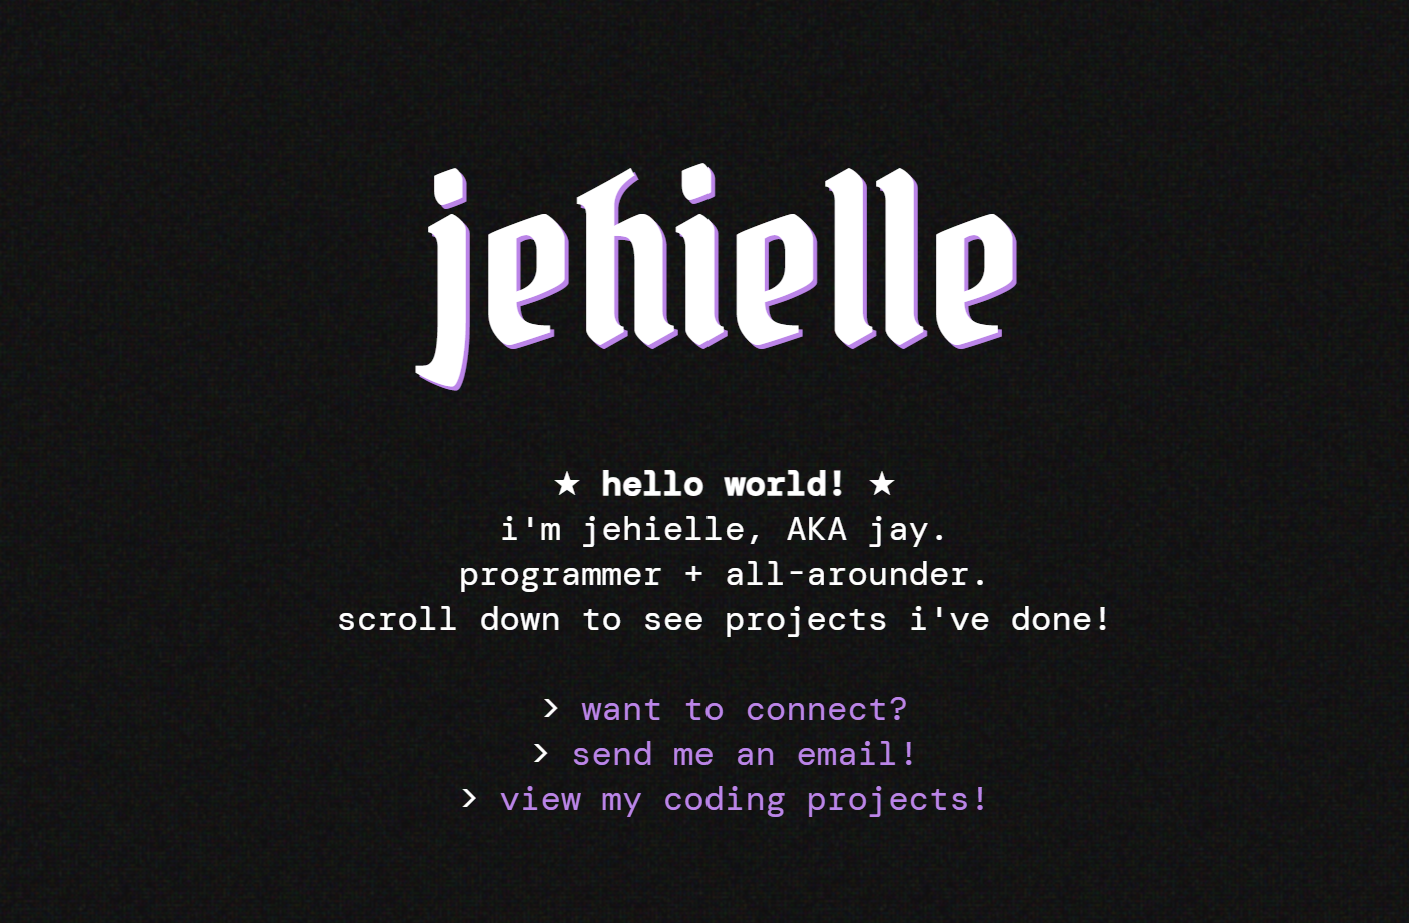 jehielle
★ hello world! ★
i'm jehielle, AKA jay.
programmer + all-arounder.
scroll down to see projects i've done!
> want to connect?
> send me an email!
> view my coding projects!